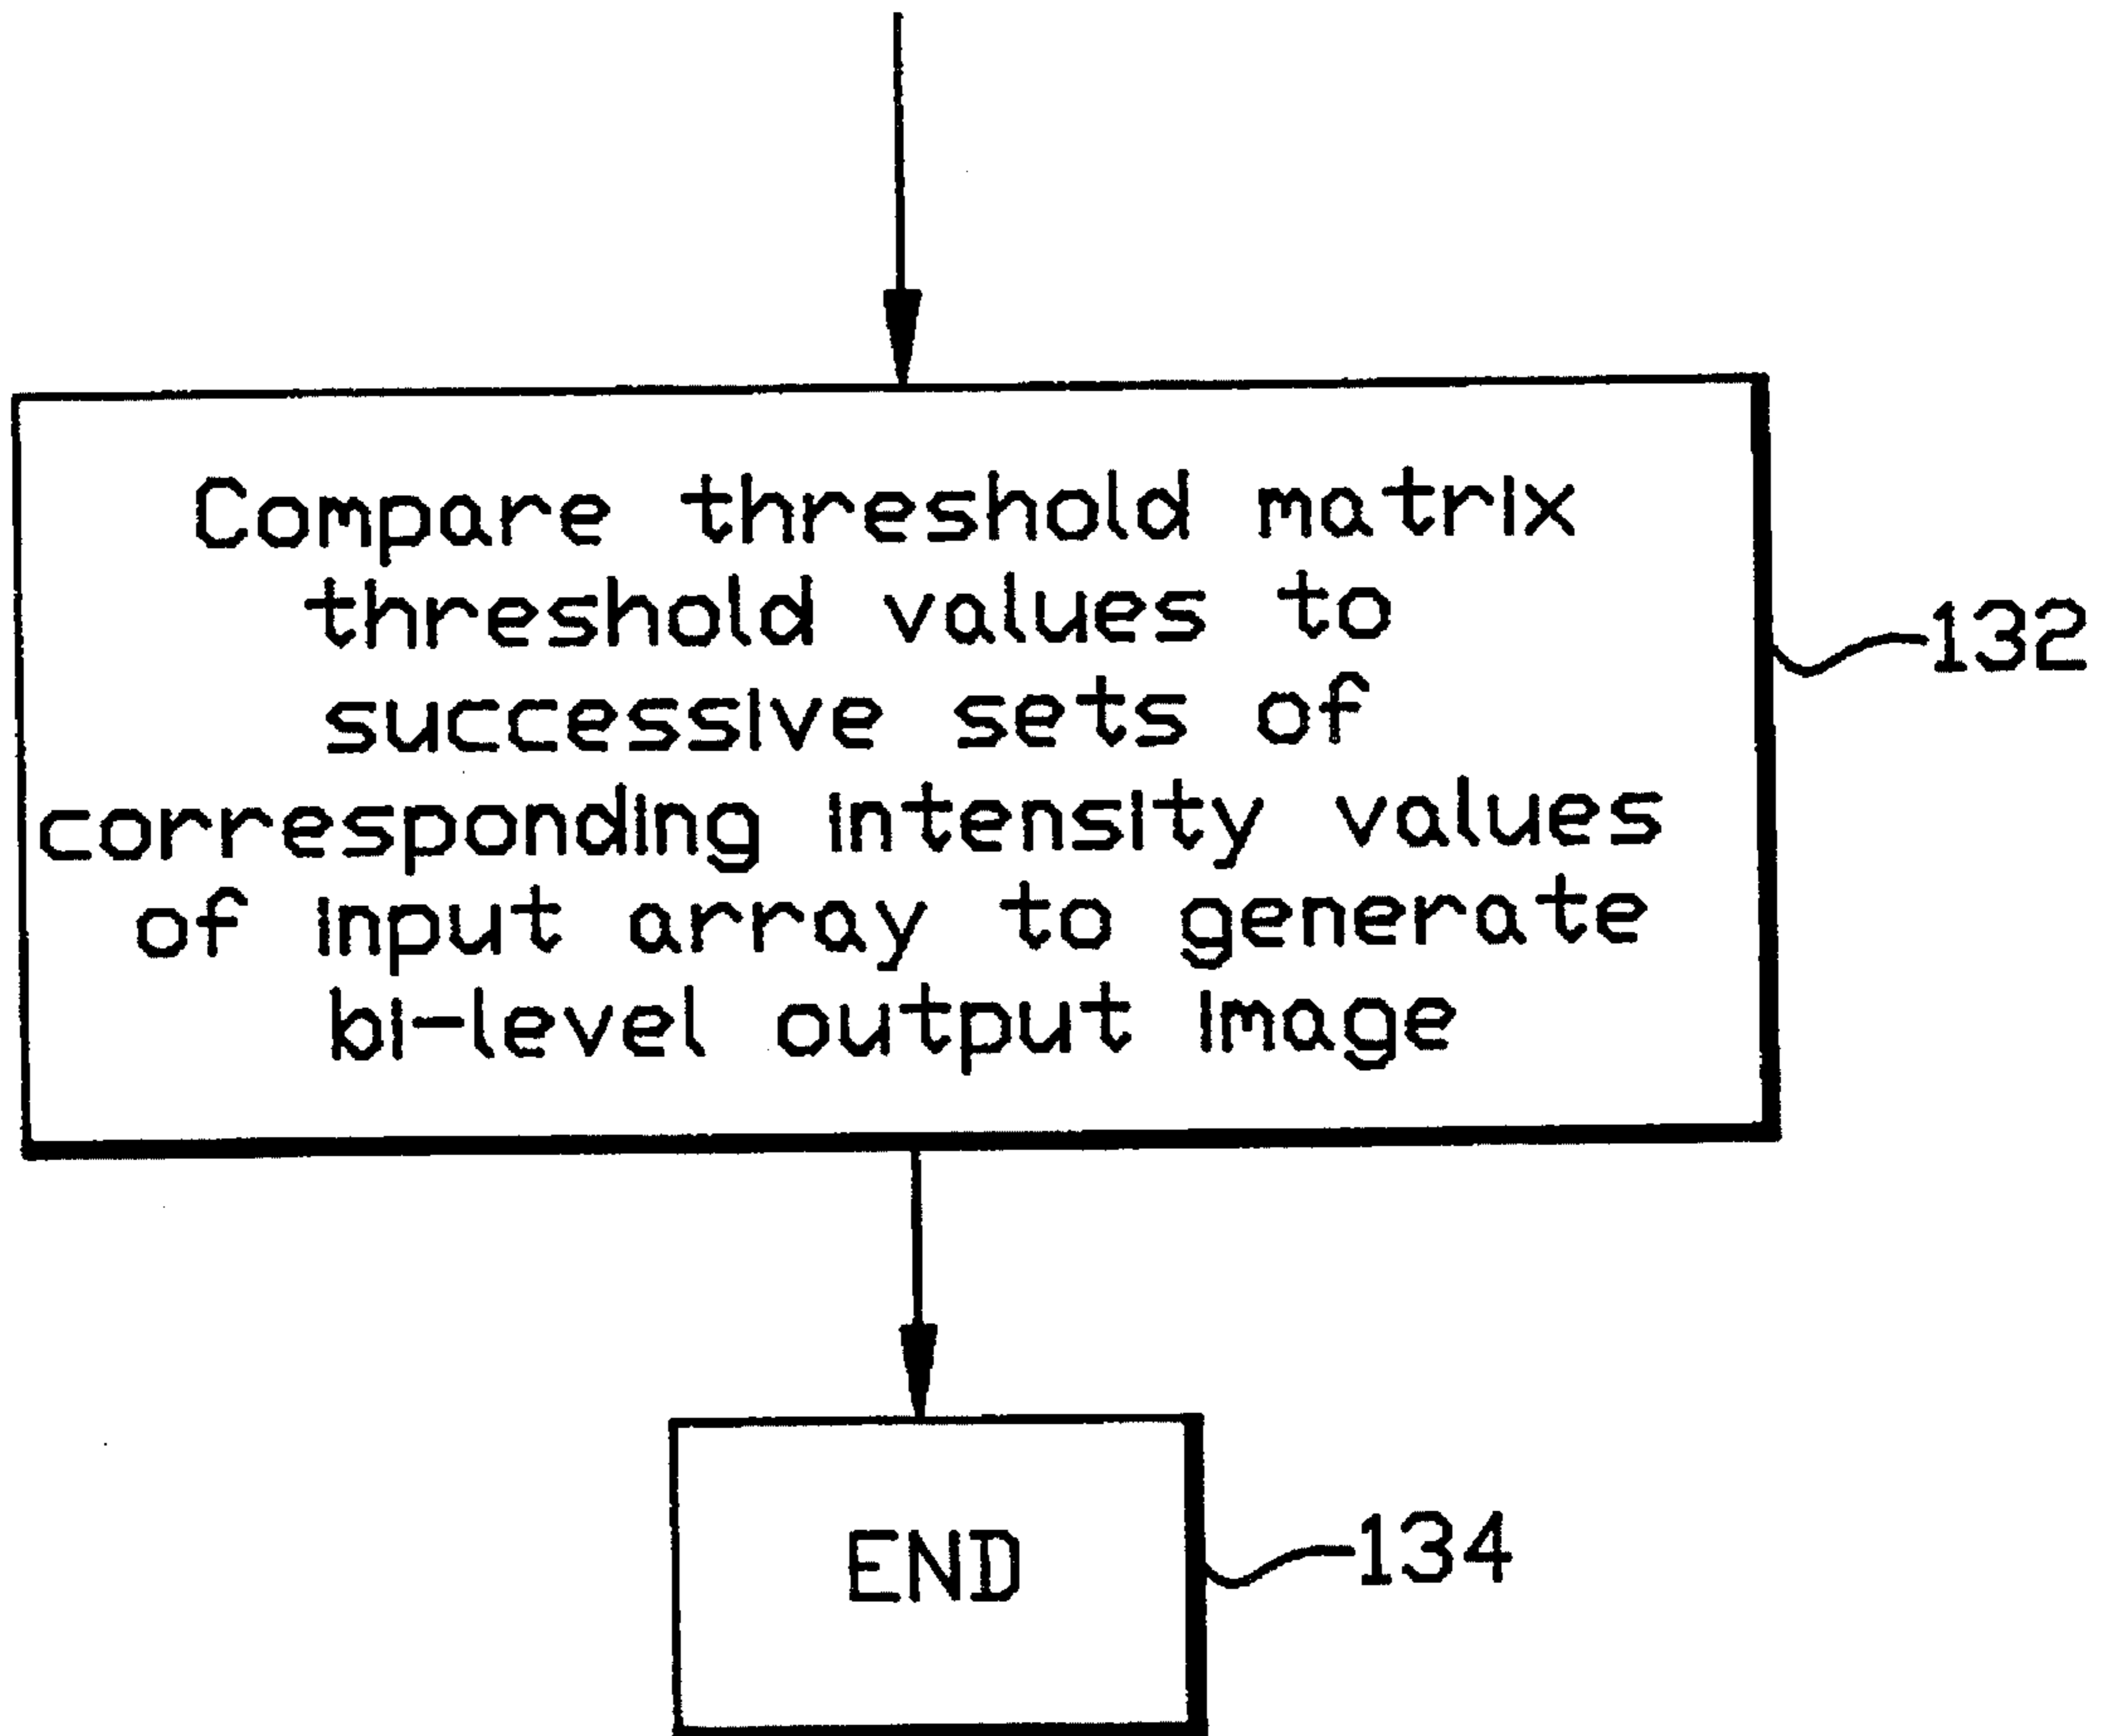 Compare threshold matrix
threshold values to
successive sets of
corresponding intensity values
of input array to generate
bi-level output image
132
END
134